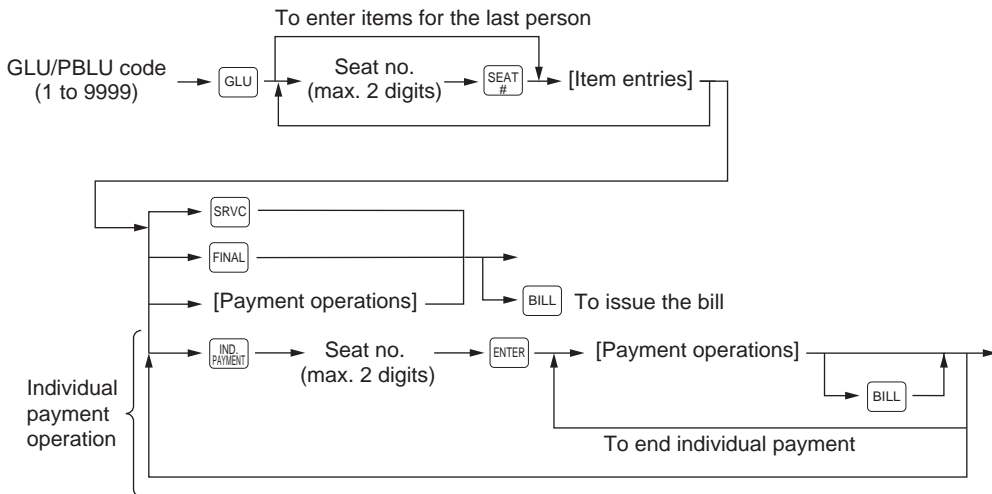 To enter items for the last person
GLU/PBLU code
(1 to 9999)
GLU
Seat no.
(max. 2 digits)
SEAT
#
[Item entries]
SRVC
FINAL
[Payment operations]
BILL
To issue the bill
Individual
payment
operation
IND.
PAYMENT
Seat no.
(max. 2 digits)
ENTER
[Payment operations]
BILL
To end individual payment